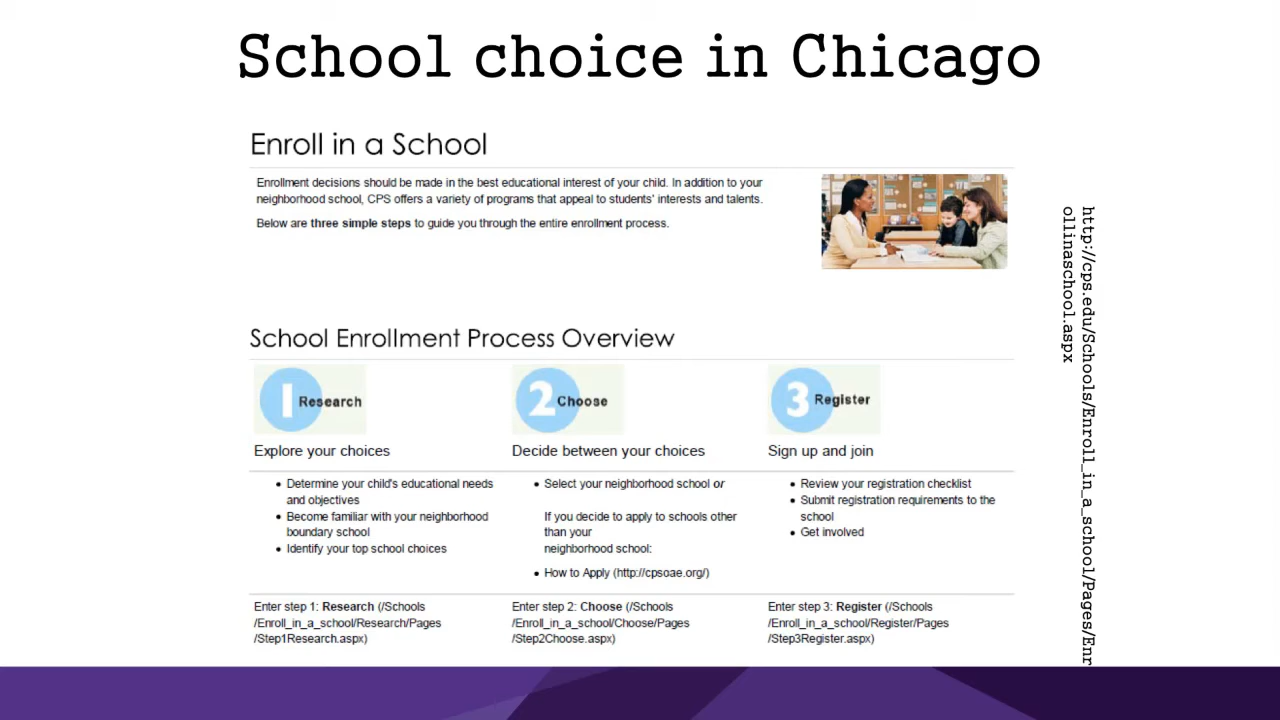 School choice in Chicago
Enroll in a School
Enrollment decisions should be made in the best educational interest of your child. In addition to your
neighborhood school, CPS offers a variety of programs that appeal to students' interests and talents.
Below are three simple steps to guide you through the entire enrollment process.
School Enrollment Process Overview
1 Research
Explore your choices
• Determine your child's educational needs
and objectives
• Become familiar with your neighborhood
boundary school
• Identify your top school choices
Enter step 1: Research (/Schools
/Enroll_in_a_school/Research/Pages
/Step1Research.aspx)
2 Choose
Decide between your choices
• Select your neighborhood school or
If you decide to apply to schools other
than your
neighborhood school:
• How to Apply (http://cpsoae.org/)
Enter step 2: Choose (/Schools
/Enroll_in_a_school/Choose/Pages
/Step2Choose.aspx)
3 Register
Sign up and join
• Review your registration checklist
• Submit registration requirements to the
school
• Get involved
Enter step 3: Register (/Schools
/Enroll_in_a_school/Register/Pages
/Step3Register.aspx)
http://cps.edu/Schools/Enroll_in_a_school/Pages/Enr
ollinaschool.aspx